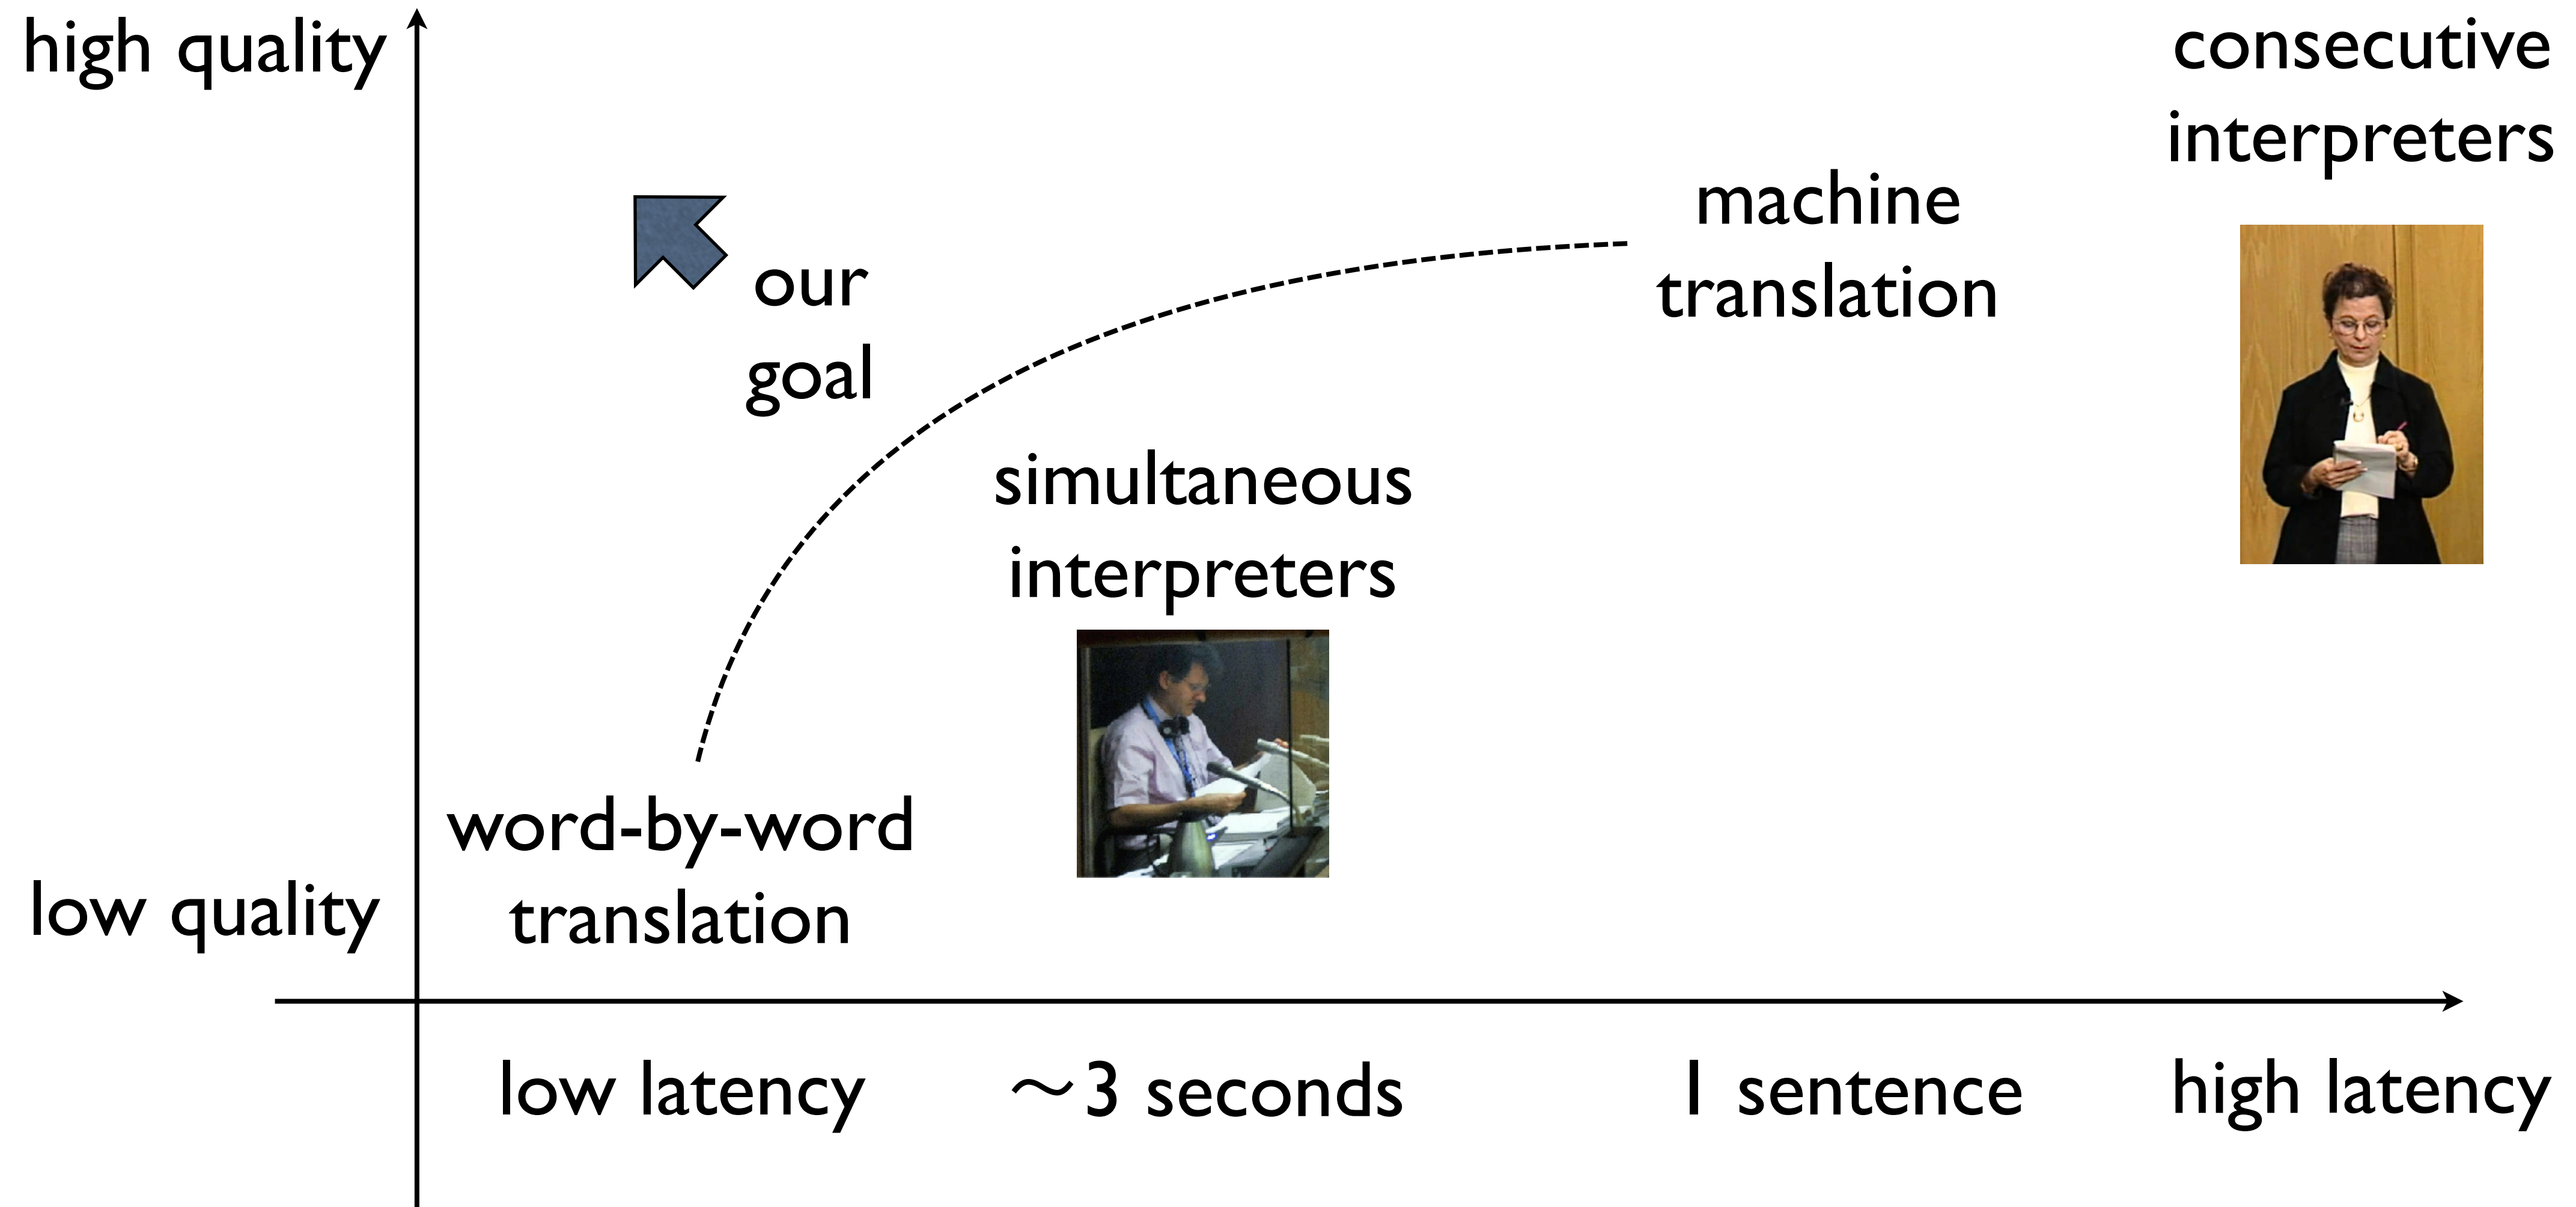 high quality
consecutive
interpreters
machine
translation
our
goal
simultaneous
interpreters
word-by-word
translation
low quality
low latency
~3 seconds
1 sentence
high latency